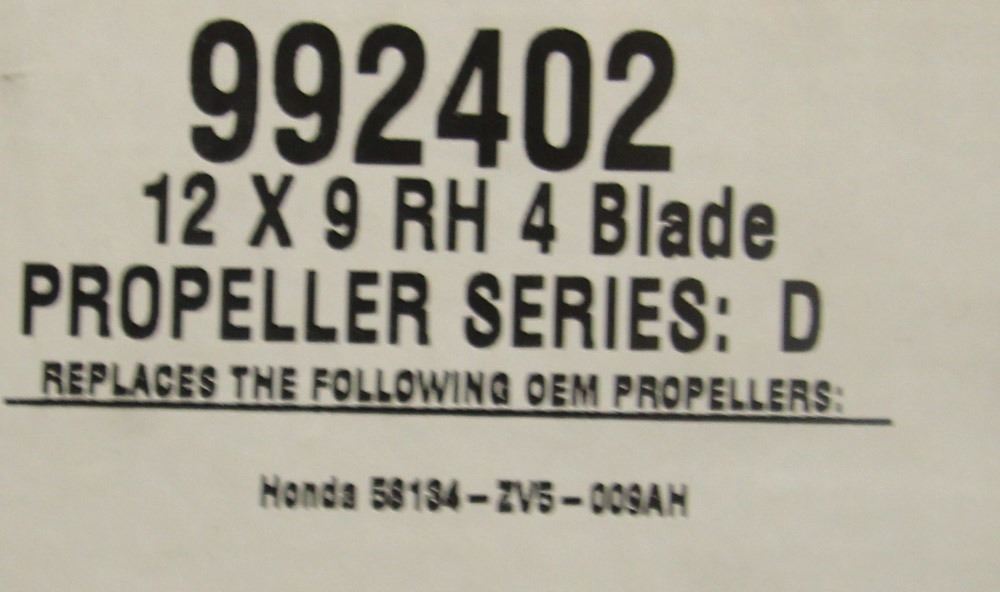 992402
12 X 9 RH 4 Blade
PROPELLER SERIES: D
REPLACES THE FOLLOWING OEM PROPELLERS:
Honda 58134-ZV5-009AH